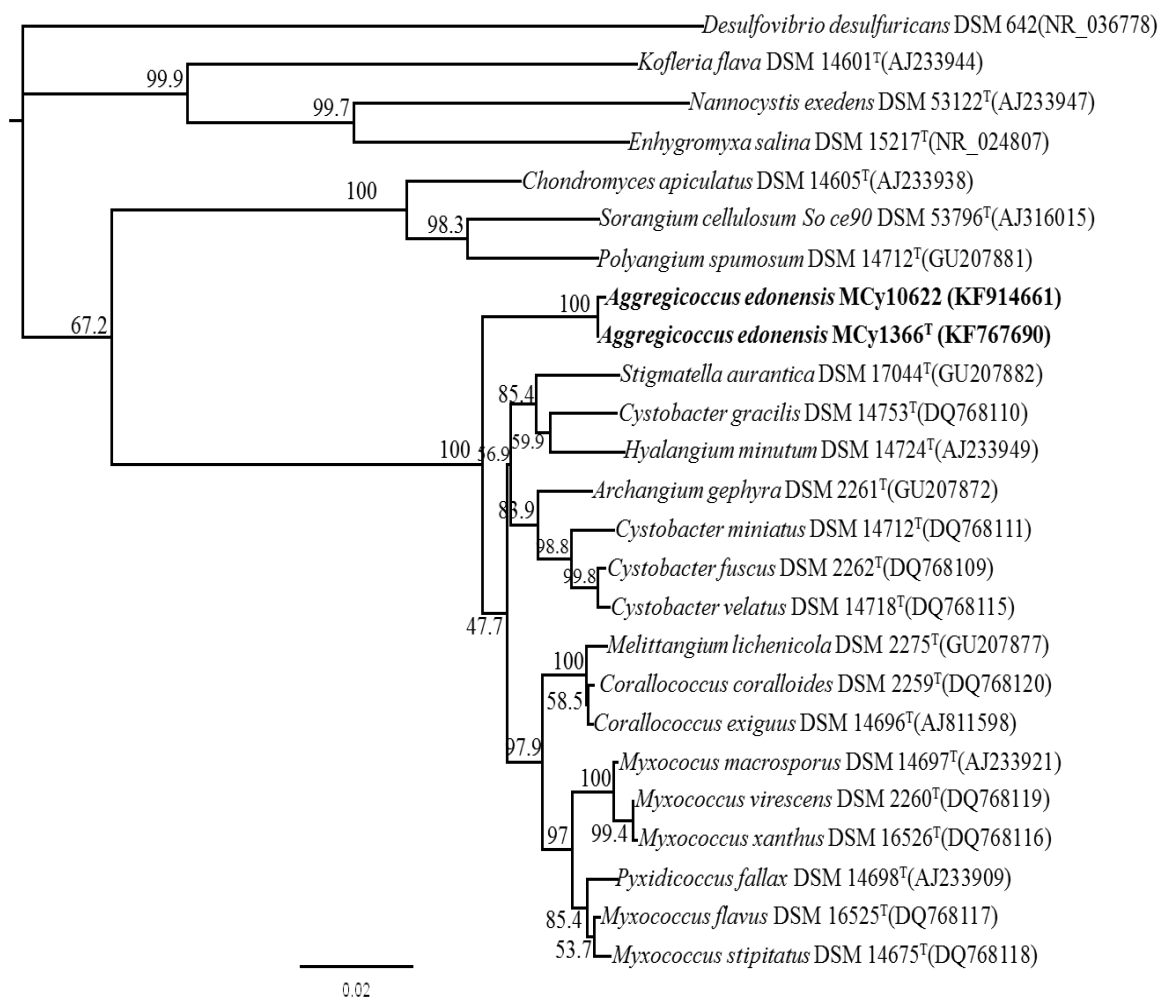 Desulfovibrio desulfuricans DSM 642(NR_036778)
99.9
Kofleria flava DSM 14601ᵀ(AJ233944)
99.7
Nannocystis exedens DSM 53122ᵀ(AJ233947)
Enhygromyxa salina DSM 15217ᵀ(NR_024807)
100
Chondromyces apiculatus DSM 14605ᵀ(AJ233938)
98.3
Sorangium cellulosum So ce90 DSM 53796ᵀ(AJ316015)
Polyangium spumosum DSM 14712ᵀ(GU207881)
67.2
100
Aggregicoccus edonensis MCy10622 (KF914661)
Aggregicoccus edonensis MCy1366ᵀ (KF767690)
85.4
Stigmatella aurantica DSM 17044ᵀ(GU207882)
59.9
Cystobacter gracilis DSM 14753ᵀ(DQ768110)
Hyalangium minutum DSM 14724ᵀ(AJ233949)
100
56.9
83.9
Archangium gephyra DSM 2261ᵀ(GU207872)
98.8
Cystobacter miniatus DSM 14712ᵀ(DQ768111)
99.8
Cystobacter fuscus DSM 2262ᵀ(DQ768109)
Cystobacter velatus DSM 14718ᵀ(DQ768115)
47.7
100
Melittangium lichenicola DSM 2275ᵀ(GU207877)
58.5
Corallococcus coralloides DSM 2259ᵀ(DQ768120)
Corallococcus exiguus DSM 14696ᵀ(AJ811598)
97.9
100
Myxococus macrosporus DSM 14697ᵀ(AJ233921)
99.4
Myxococcus virescens DSM 2260ᵀ(DQ768119)
Myxococcus xanthus DSM 16526ᵀ(DQ768116)
97
Pyxidicoccus fallax DSM 14698ᵀ(AJ233909)
85.4
Myxococcus flavus DSM 16525ᵀ(DQ768117)
53.7
Myxococcus stipitatus DSM 14675ᵀ(DQ768118)
0.02